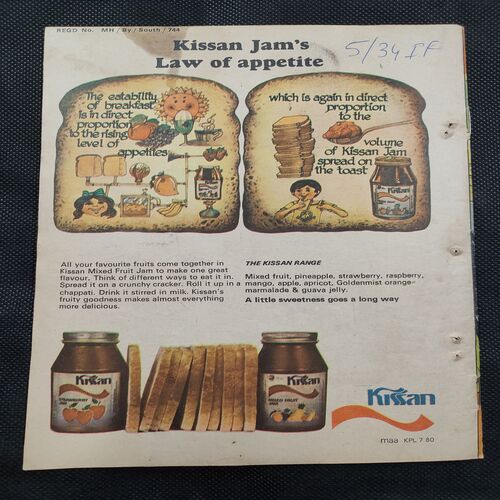 REGD No. MH/By/South/744
Kissan Jam's
Law of appetite
5/34 IF
The eatability
of breakfast
is in direct
proportion
to the rising
level of
appetites
which is again in direct
proportion
to the
volume
of Kissan Jam
spread on
the toast
Kissan
All your favourite fruits come together in
Kissan Mixed Fruit Jam to make one great
flavour. Think of different ways to eat it in.
Spread it on a crunchy cracker. Roll it up in a
chappati. Drink it stirred in milk. Kissan's
fruity goodness makes almost everything
more delicious.
THE KISSAN RANGE
Mixed fruit, pineapple, strawberry, raspberry,
mango, apple, apricot, Goldenmist orange
marmalade & guava jelly.
A little sweetness goes a long way
Kissan
STRAWBERRY
JAM
Kissan
MIXED FRUIT
JAM
Kissan
maa KPL 7 80